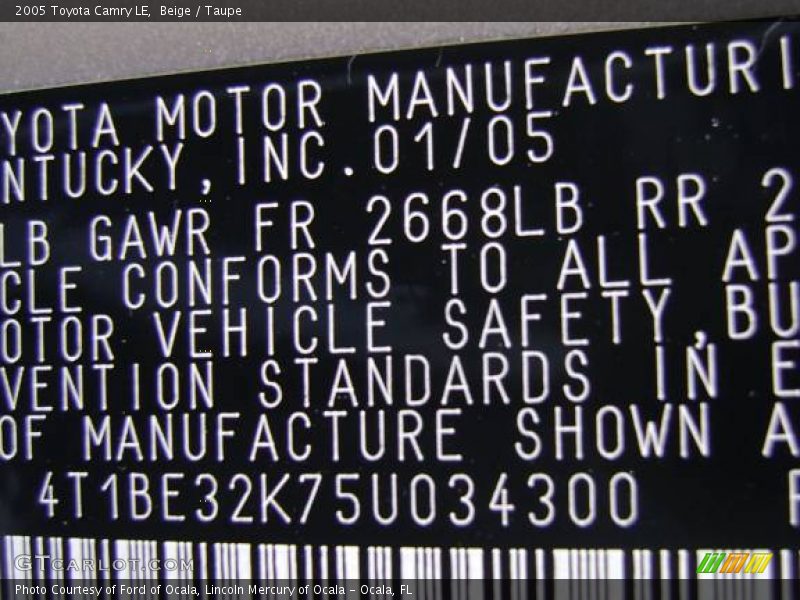 2005 Toyota Camry LE,  Beige / Taupe
YOTA MOTOR MANUFACTURI
NTUCKY,INC.01/05
LB GAWR FR 2668LB RR 2
CLE CONFORMS TO ALL AP
OTOR VEHICLE SAFETY,BU
VENTION STANDARDS IN E
OF MANUFACTURE SHOWN A
4T1BE32K75U034300
GTcarlot.com
Photo Courtesy of Ford of Ocala, Lincoln Mercury of Ocala - Ocala, FL